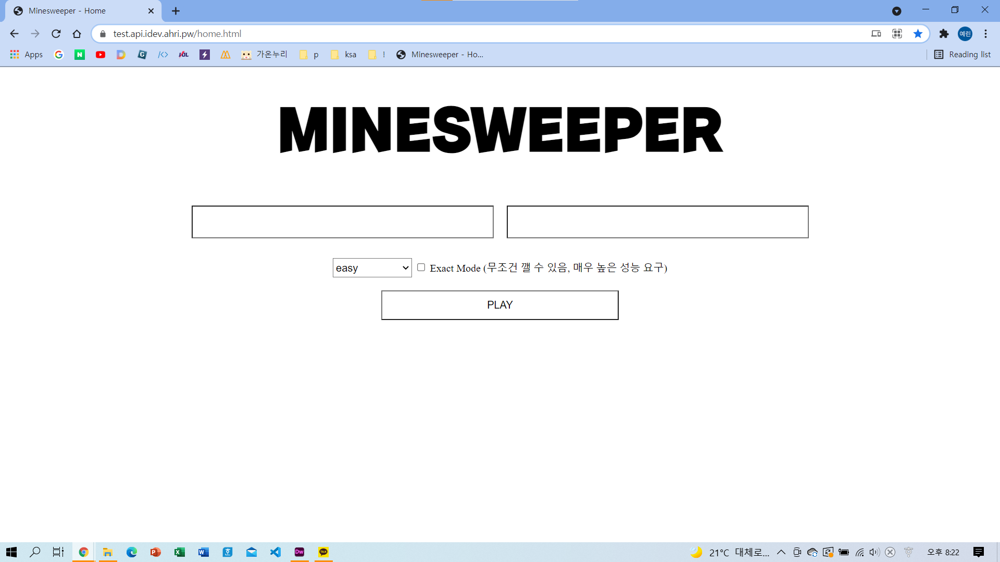 Minesweeper - Home
test.api.idev.ahri.pw/home.html
예린
Apps
가온누리
p
ksa
!
Minesweeper - Ho...
Reading list
MINESWEEPER
easy
Exact Mode (무조건 깰 수 있음, 매우 높은 성능 요구)
PLAY
21°C 대체로...
오후 8:22